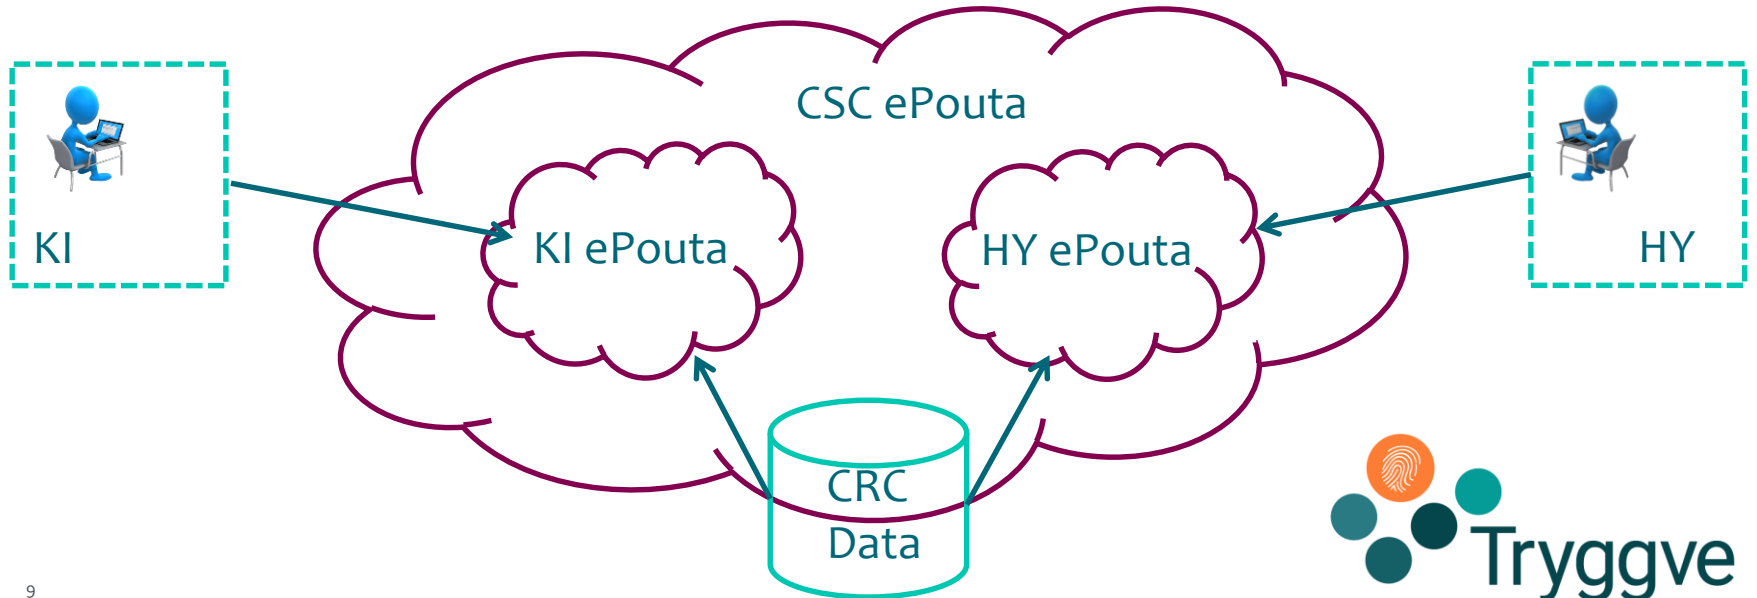 CSC ePouta
KI
KI ePouta
HY ePouta
HY
CRC
Data
Tryggve
9